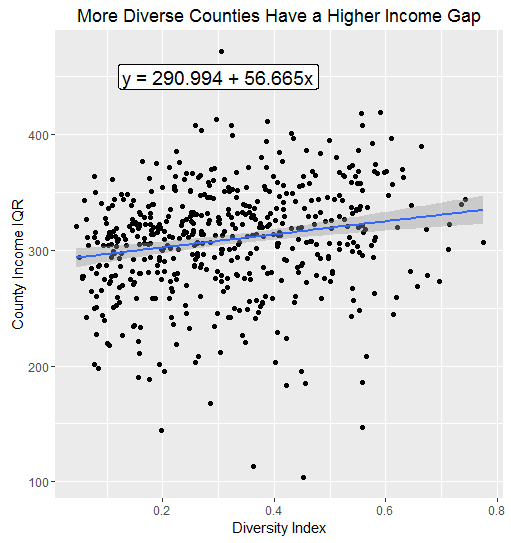 More Diverse Counties Have a Higher Income Gap
y = 290.994 + 56.665x
County Income IQR
400
300
200
100
0.2 0.4 0.6 0.8
Diversity Index